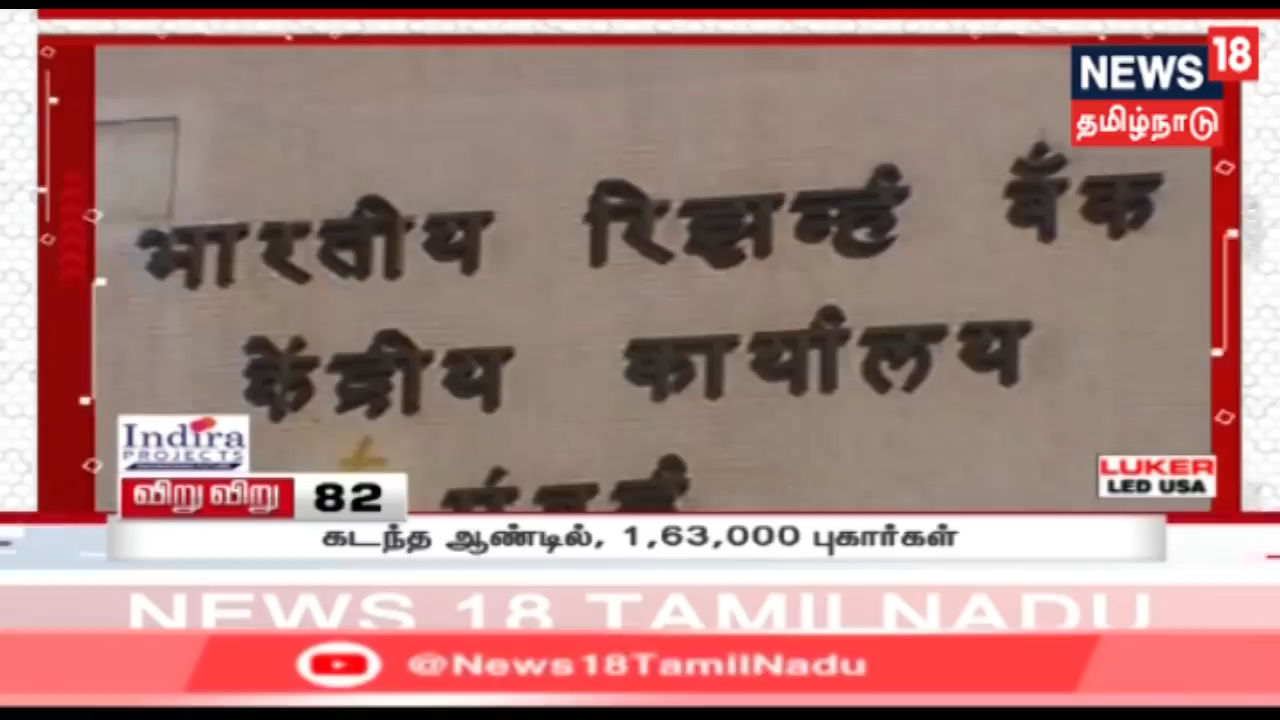 NEWS 18
தமிழ்நாடு
भारतीय रिझर्व्ह बँक
केंद्रीय कार्यालय
Indira
PROJECTS
விறு விறு 82
LUKER
LED USA
கடந்த ஆண்டில், 1,63,000 புகார்கள்
NEWS 18 TAMILNADU
@News18TamilNadu